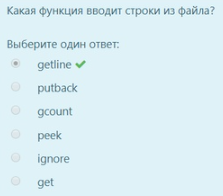 Какая функция вводит строки из файла?
Выберите один ответ:
getline
putback
gcount
peek
ignore
get